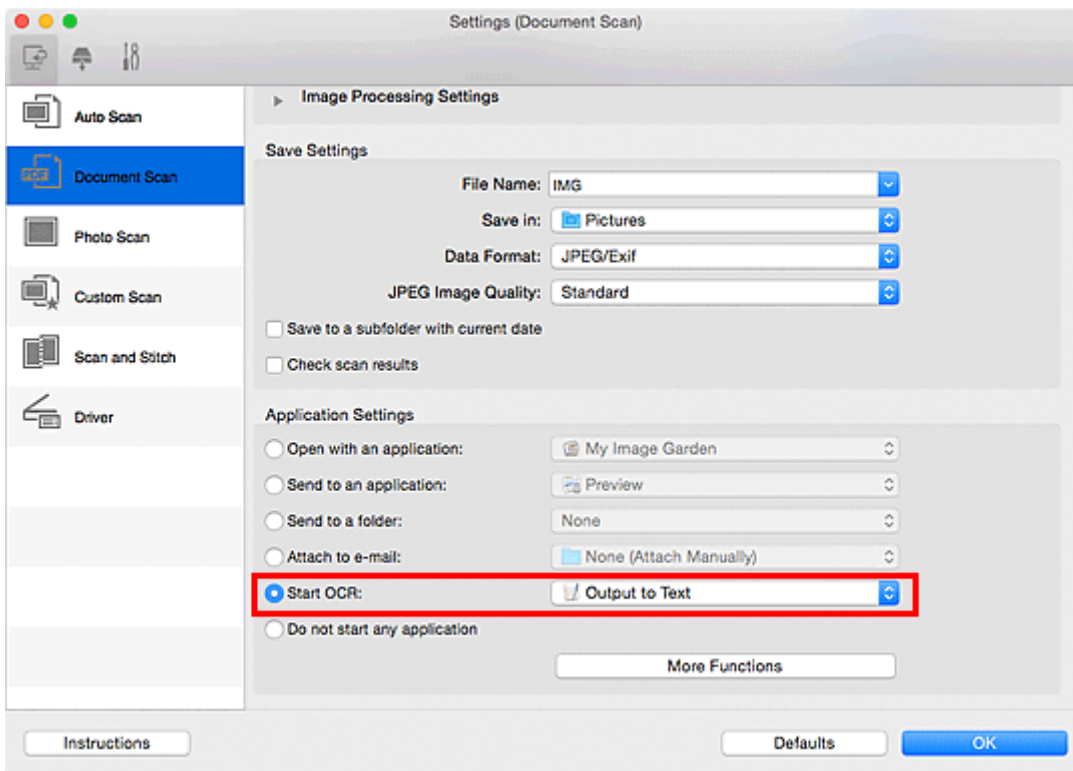 Settings (Document Scan)
Auto Scan
PDF
Document Scan
Photo Scan
Custom Scan
Scan and Stitch
Driver
Image Processing Settings
Save Settings
File Name: IMG
Save in: Pictures
Data Format: JPEG/Exif
JPEG Image Quality: Standard
Save to a subfolder with current date
Check scan results
Application Settings
Open with an application: My Image Garden
Send to an application: Preview
Send to a folder: None
Attach to e-mail: None (Attach Manually)
Start OCR: Output to Text
Do not start any application
More Functions
Instructions Defaults OK